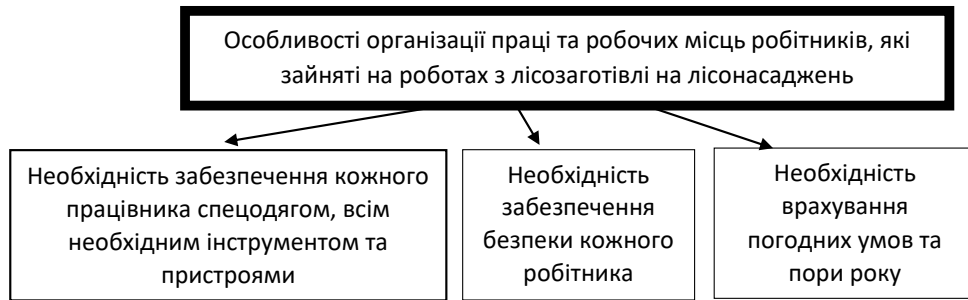 Особливості організації праці та робочих місць робітників, які
зайняті на роботах з лісозаготівлі на лісонасаджень
Необхідність забезпечення кожного
працівника спецодягом, всім
необхідним інструментом та
пристроями
Необхідність
забезпечення
безпеки кожного
робітника
Необхідність
врахування
погодних умов та
пори року